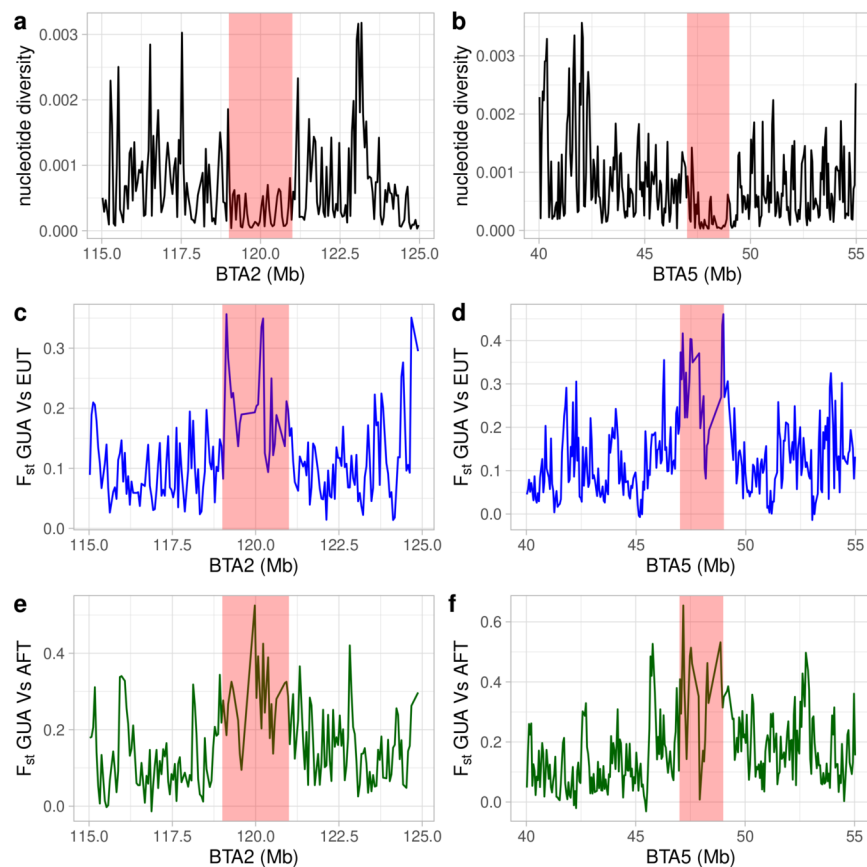 a
nucleotide diversity
0.003
0.002
0.001
0.000
115.0 117.5 120.0 122.5 125.0
BTA2 (Mb)
b
nucleotide diversity
0.003
0.002
0.001
0.000
40 45 50 55
BTA5 (Mb)
c
Fst GUA Vs EUT
0.3
0.2
0.1
0.0
115.0 117.5 120.0 122.5 125.0
BTA2 (Mb)
d
Fst GUA Vs EUT
0.4
0.3
0.2
0.1
0.0
40 45 50 55
BTA5 (Mb)
e
Fst GUA Vs AFT
0.4
0.2
0.0
115.0 117.5 120.0 122.5 125.0
BTA2 (Mb)
f
Fst GUA Vs AFT
0.6
0.4
0.2
0.0
40 45 50 55
BTA5 (Mb)